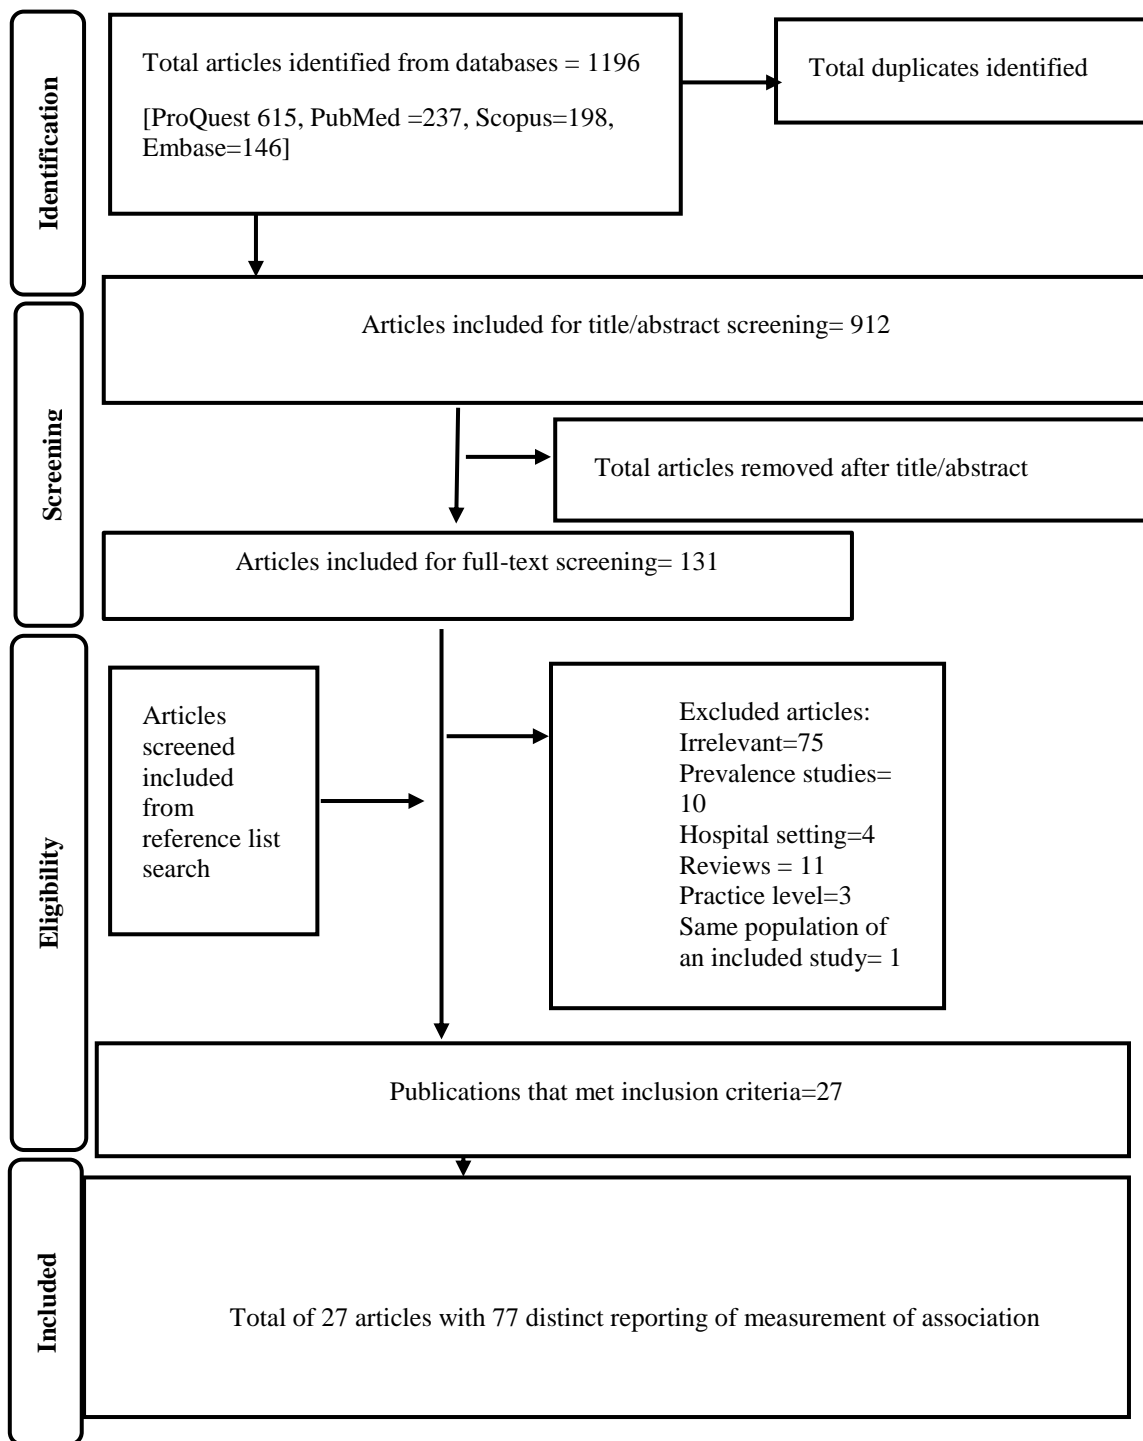 Identification
Total articles identified from databases = 1196
[ProQuest 615, PubMed =237, Scopus=198,
Embase=146]
Total duplicates identified
Screening
Articles included for title/abstract screening= 912
Total articles removed after title/abstract
Articles included for full-text screening= 131
Eligibility
Articles
screened
included
from
reference list
search
Excluded articles:
Irrelevant=75
Prevalence studies=
10
Hospital setting=4
Reviews = 11
Practice level=3
Same population of
an included study= 1
Publications that met inclusion criteria=27
Included
Total of 27 articles with 77 distinct reporting of measurement of association